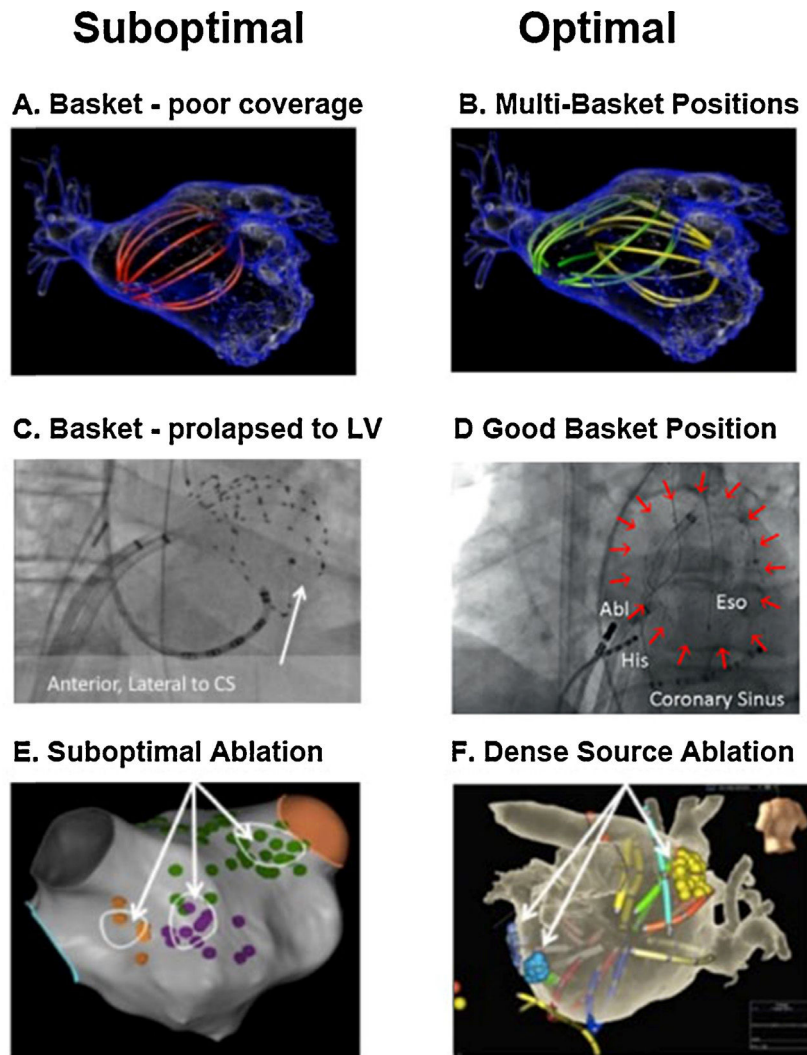 Suboptimal
Optimal
A. Basket - poor coverage
B. Multi-Basket Positions
C. Basket - prolapsed to LV
D Good Basket Position
Anterior, Lateral to CS
Abl
Eso
His
Coronary Sinus
E. Suboptimal Ablation
F. Dense Source Ablation